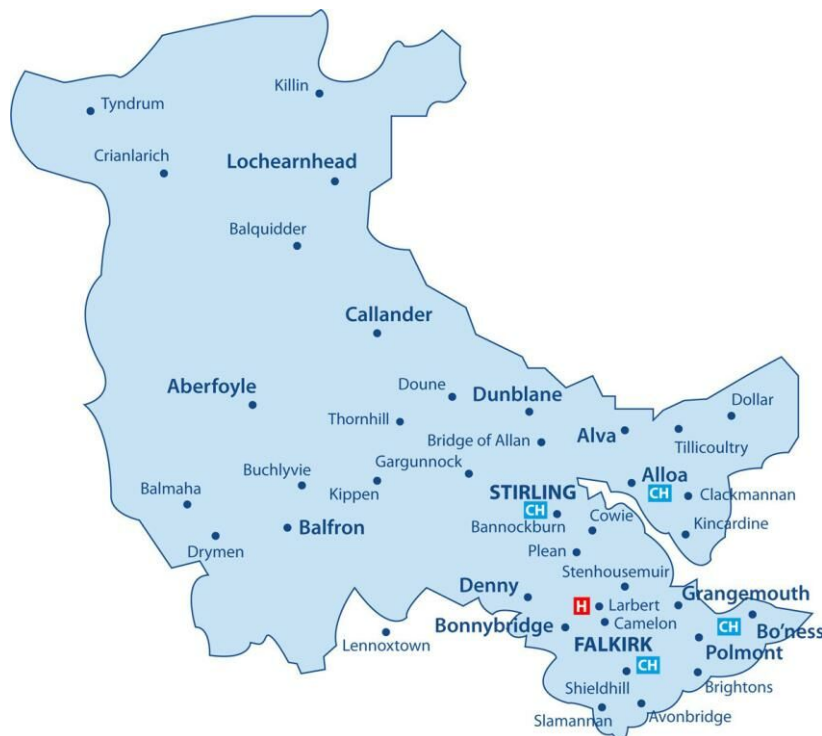 Killin
Tyndrum
Crianlarich
Lochearnhead
Balquidder
Callander
Aberfoyle
Doune
Dunblane
Dollar
Thornhill
Bridge of Allan
Alva
Tillicoultry
Buchlyvie
Gargunnock
Alloa
Balmaha
Kippen
STIRLING
CH
Clackmannan
CH
Bannockburn
Cowie
Kincardine
Balfron
Drymen
Plean
Stenhousemuir
Denny
Grangemouth
H
Larbert
Camelon
CH
Bo'ness
Bonnybridge
Lennoxtown
FALKIRK
Polmont
CH
Shieldhill
Brightons
Slamannan
Avonbridge